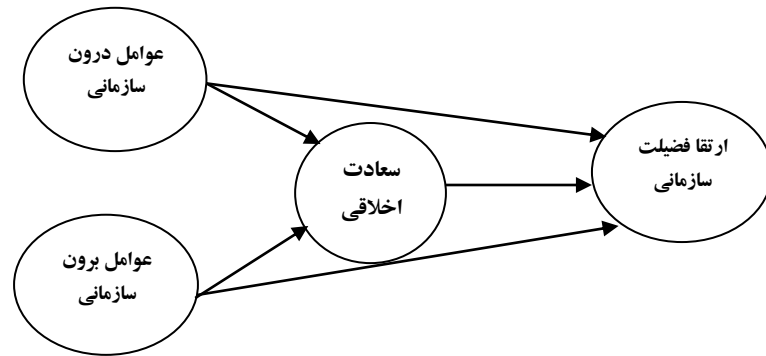 عوامل درون
سازمانی
سعادت
اخلاقی
ارتقا فضیلت
سازمانی
عوامل برون
سازمانی